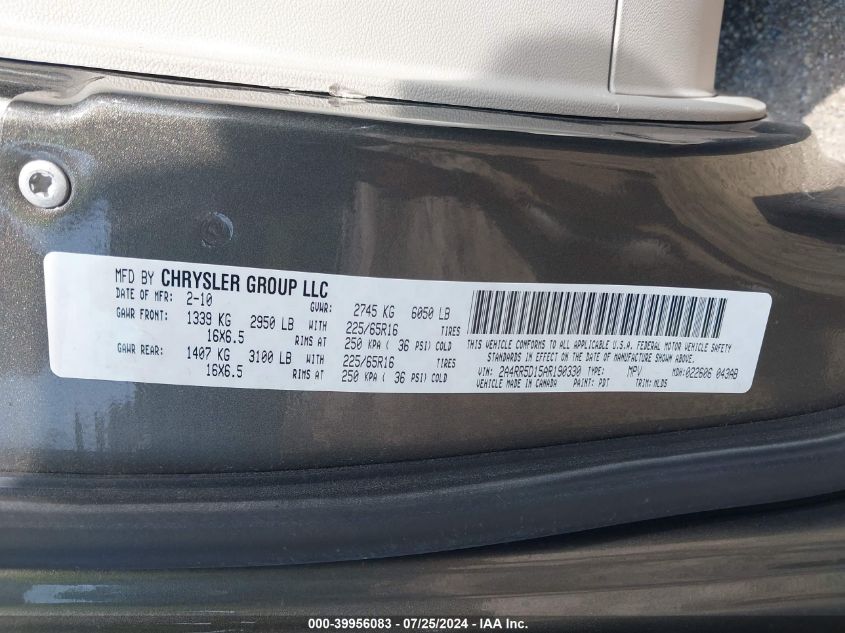 MFD BY CHRYSLER GROUP LLC
DATE OF MFR: 2-10 GVWR: 2745 KG 6050 LB
GAWR FRONT: 1339 KG 2950 LB WITH 225/65R16 TIRES
16X6.5 RIMS AT 250 KPA ( 36 PSI) COLD
GAWR REAR: 1407 KG 3100 LB WITH 225/65R16 TIRES
16X6.5 RIMS AT 250 KPA ( 36 PSI) COLD
THIS VEHICLE CONFORMS TO ALL APPLICABLE U.S.A. FEDERAL MOTOR VEHICLE SAFETY
STANDARDS IN EFFECT ON THE DATE OF MANUFACTURE SHOWN ABOVE.
VIN: 2A4RR5D15AR190330 TYPE: MPV MDH:022606 043AB
VEHICLE MADE IN CANADA PAINT: PDT TRIM: MLDS
000-39956083 / 07/25/2024 - IAA Inc.